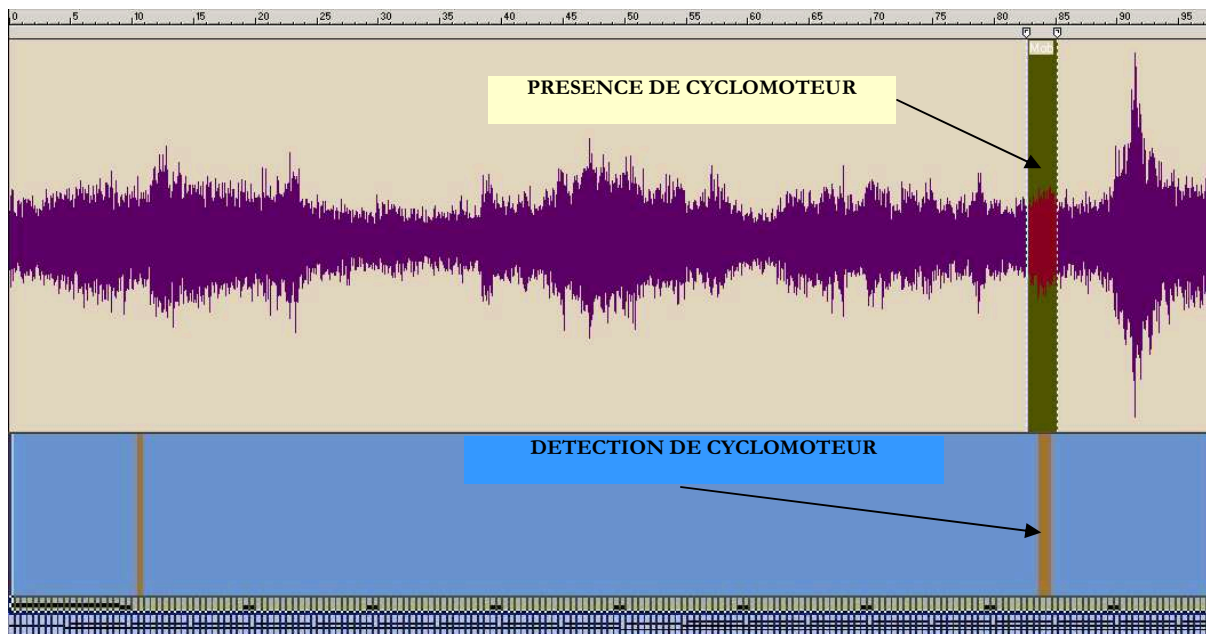 0 5 10 15 20 25 30 35 40 45 50 55 60 65 70 75 80 85 90 95
Mob
PRESENCE DE CYCLOMOTEUR
DETECTION DE CYCLOMOTEUR